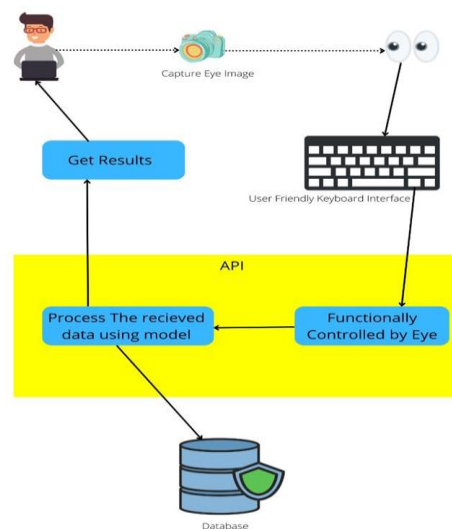 Capture Eye Image
Get Results
User Friendly Keyboard Interface
API
Process The recieved
data using model
Functionally
Controlled by Eye
Database